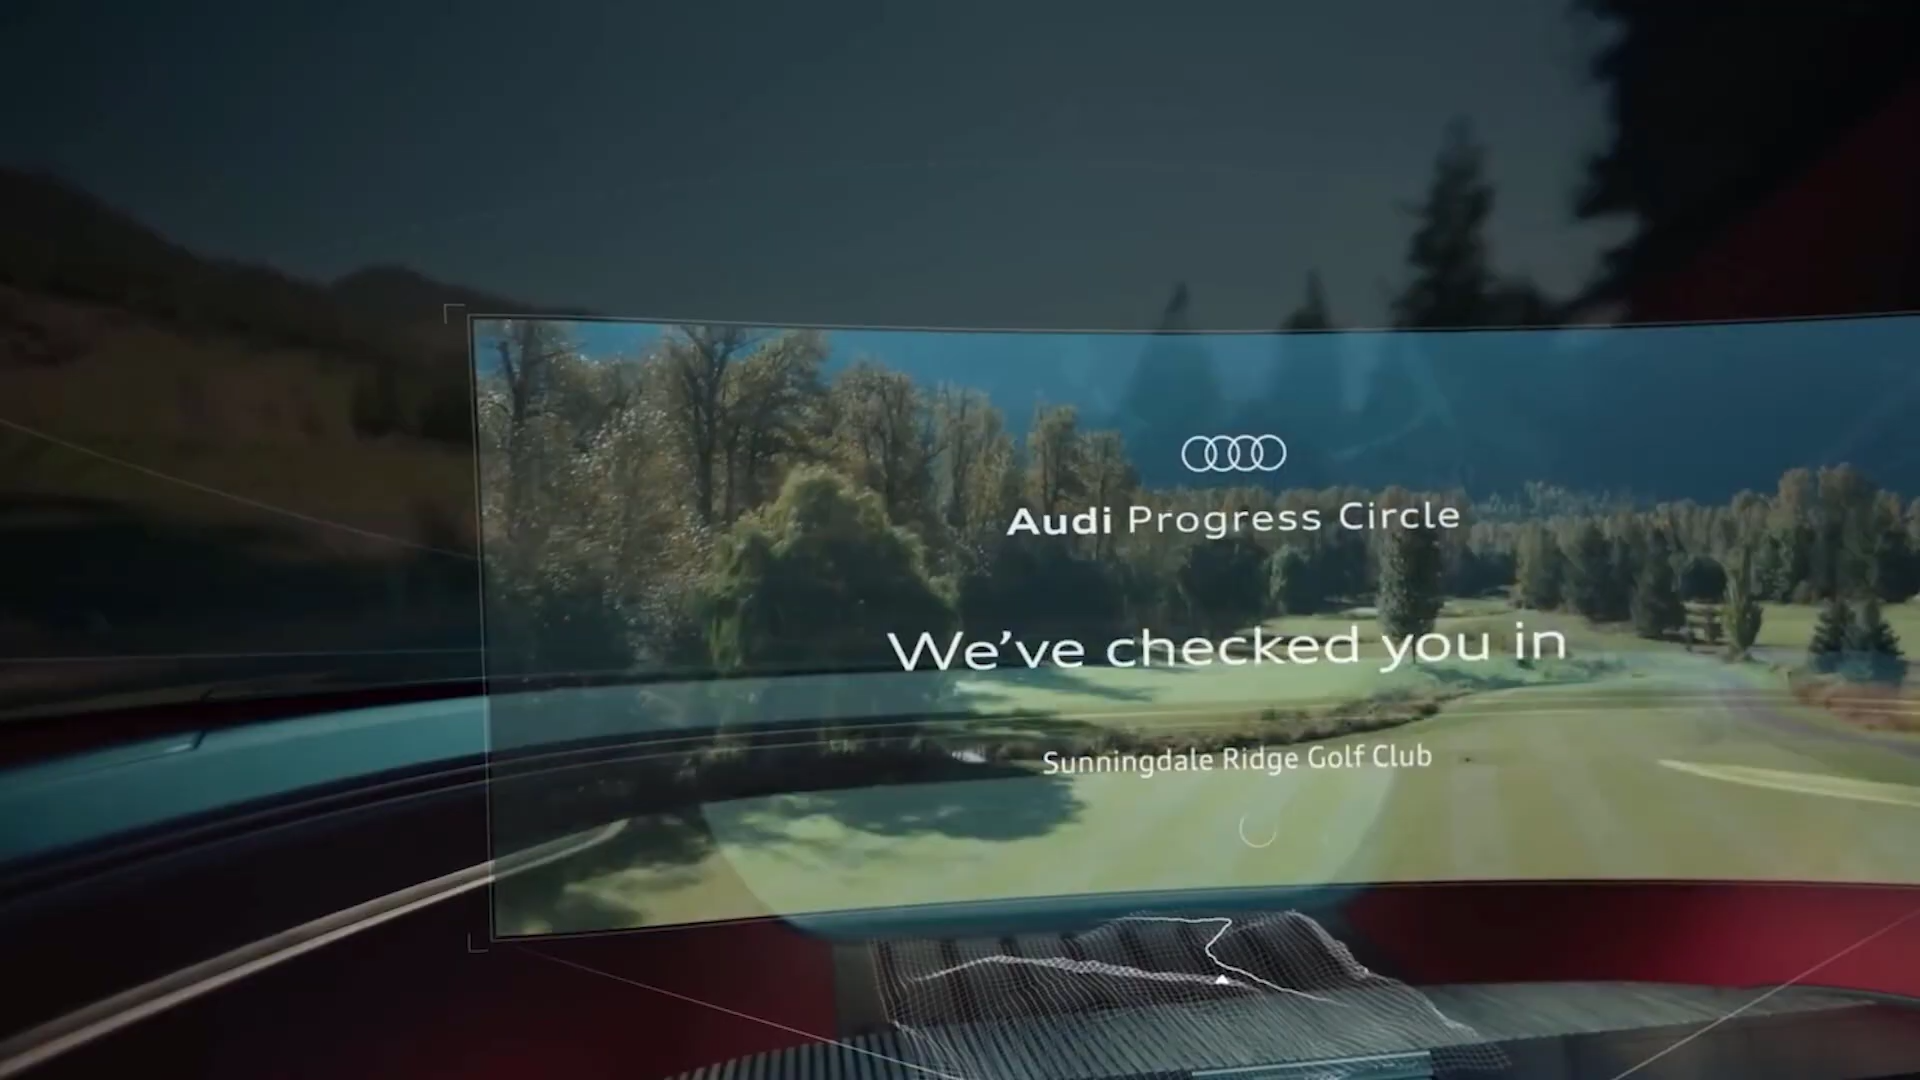 Audi Progress Circle
We've checked you in
Sunningdale Ridge Golf Club